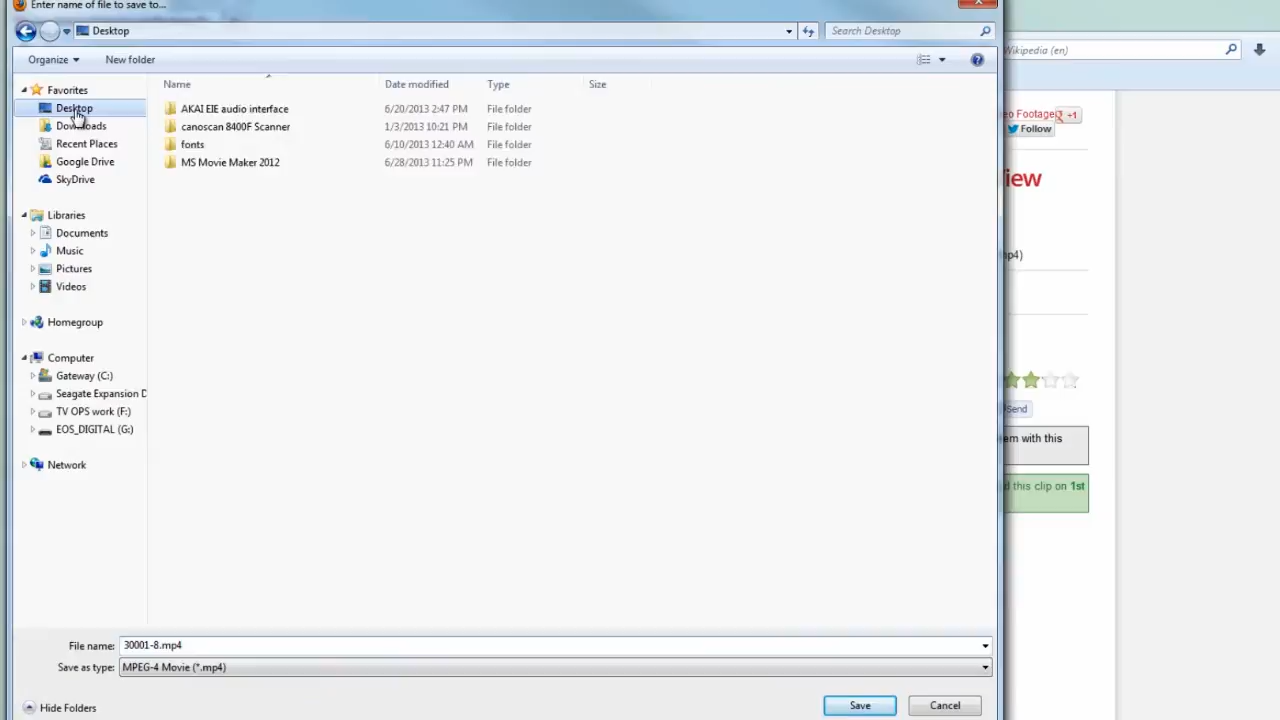 Enter name of file to save to...
Desktop
Search Desktop
Wikipedia (en)
Organize
New folder
Name
Date modified
Type
Size
Favorites
Desktop
Downloads
Recent Places
Google Drive
SkyDrive
Libraries
Documents
Music
Pictures
Videos
Homegroup
Computer
Gateway (C:)
Seagate Expansion D
TV OPS work (F:)
EOS_DIGITAL (G:)
Network
AKAI EIE audio interface 6/20/2013 2:47 PM File folder
canoscan 8400F Scanner 1/3/2013 10:21 PM File folder
fonts 6/10/2013 12:40 AM File folder
MS Movie Maker 2012 6/28/2013 11:25 PM File folder
eo Footage
+1
Follow
iew
mp4)
Send
em with this
d this clip on 1st
File name: 30001-8.mp4
Save as type: MPEG-4 Movie (*.mp4)
Hide Folders
Save
Cancel